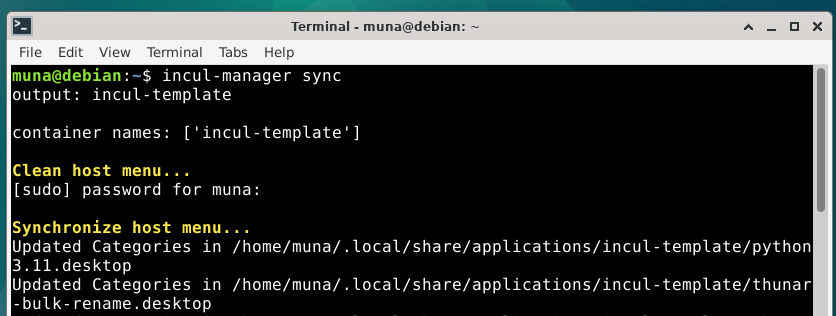 Terminal - muna@debian: ~
File Edit View Terminal Tabs Help
muna@debian:~$ incul-manager sync
output: incul-template
container names: ['incul-template']
Clean host menu...
[sudo] password for muna:
Synchronize host menu...
Updated Categories in /home/muna/.local/share/applications/incul-template/python
3.11.desktop
Updated Categories in /home/muna/.local/share/applications/incul-template/thunar
-bulk-rename.desktop